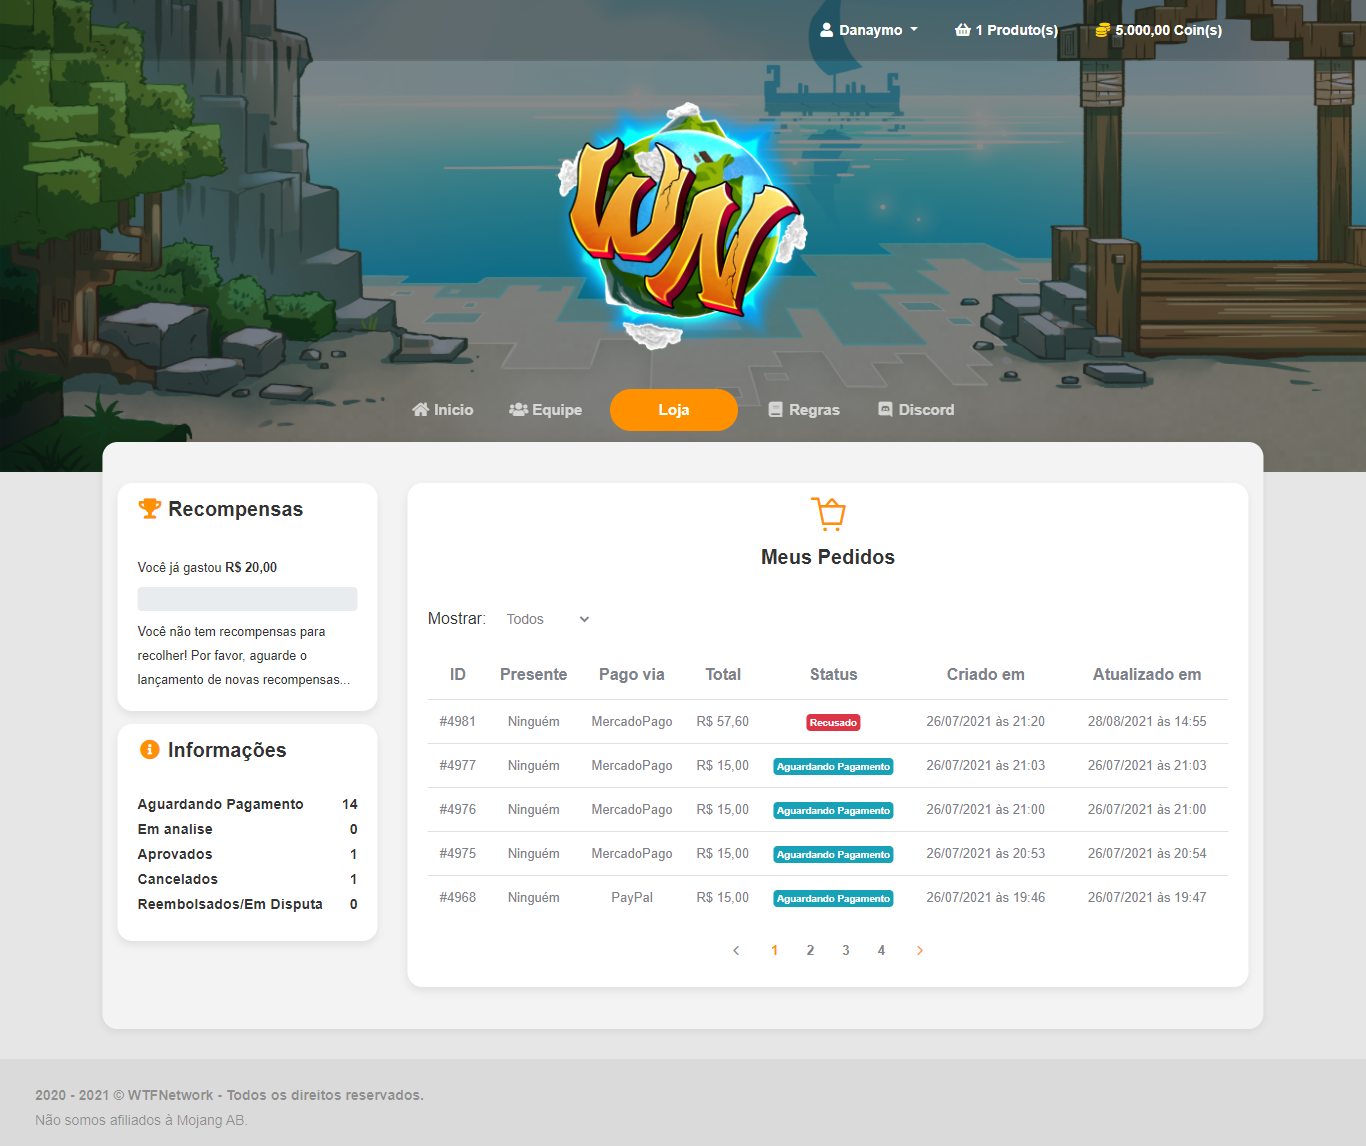 Danaymo
1 Produto(s)
5.000,00 Coin(s)
WN
Inicio
Equipe
Loja
Regras
Discord
Recompensas
Você já gastou R$ 20,00
Você não tem recompensas para
recolher! Por favor, aguarde o
lançamento de novas recompensas...
Informações
Aguardando Pagamento 14
Em analise 0
Aprovados 1
Cancelados 1
Reembolsados/Em Disputa 0
Meus Pedidos
Mostrar: Todos
ID Presente Pago via Total Status Criado em Atualizado em
#4981 Ninguém MercadoPago R$ 57,60 Recusado 26/07/2021 às 21:20 28/08/2021 às 14:55
#4977 Ninguém MercadoPago R$ 15,00 Aguardando Pagamento 26/07/2021 às 21:03 26/07/2021 às 21:03
#4976 Ninguém MercadoPago R$ 15,00 Aguardando Pagamento 26/07/2021 às 21:00 26/07/2021 às 21:00
#4975 Ninguém MercadoPago R$ 15,00 Aguardando Pagamento 26/07/2021 às 20:53 26/07/2021 às 20:54
#4968 Ninguém PayPal R$ 15,00 Aguardando Pagamento 26/07/2021 às 19:46 26/07/2021 às 19:47
1 2 3 4
2020 - 2021 © WTFNetwork - Todos os direitos reservados.
Não somos afiliados à Mojang AB.